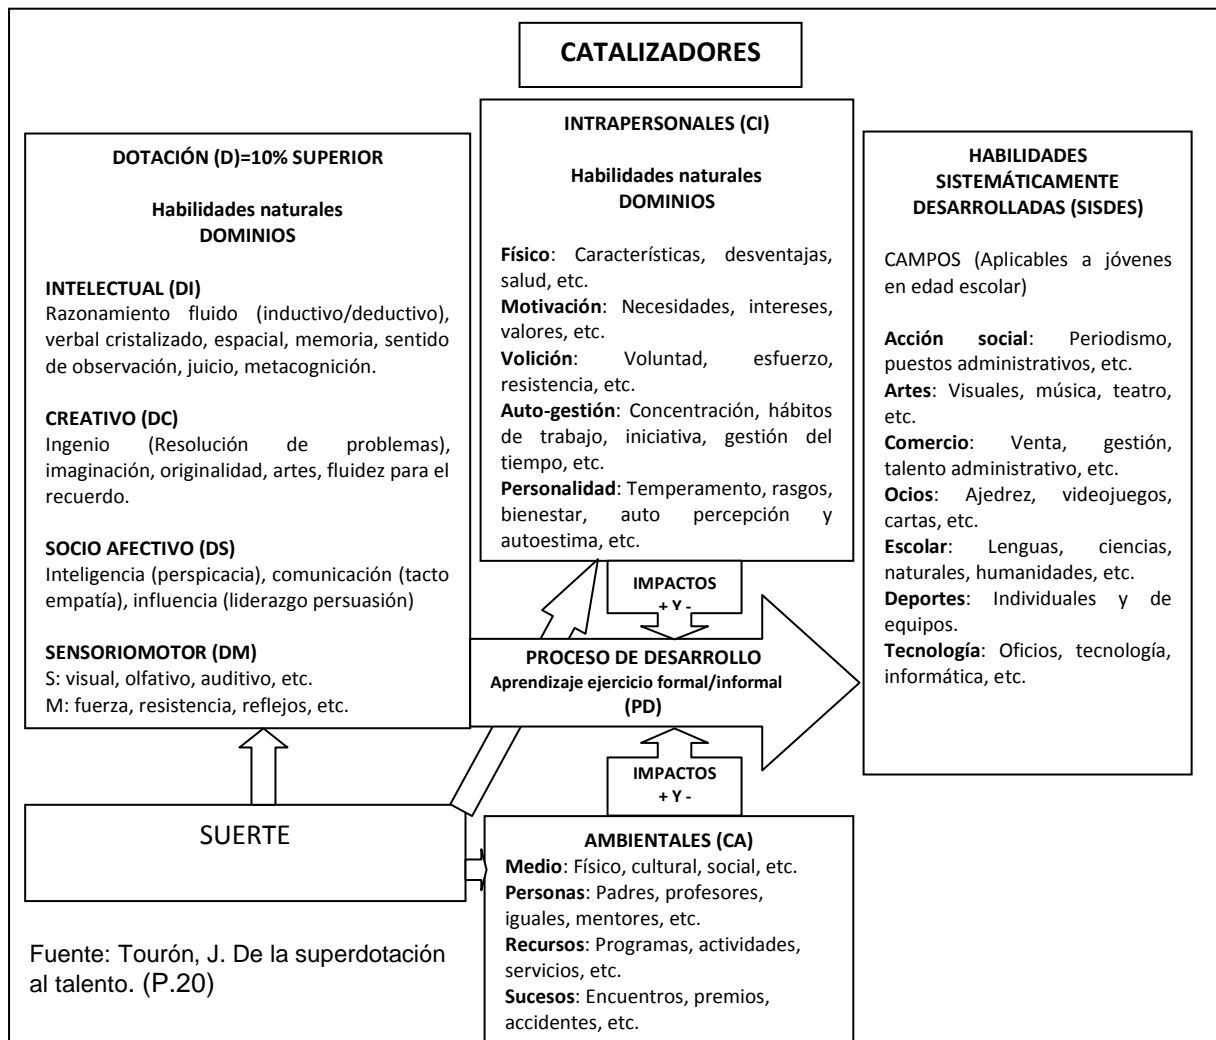 CATALIZADORES
DOTACIÓN (D)=10% SUPERIOR
Habilidades naturales
DOMINIOS
INTELECTUAL (DI)
Razonamiento fluido (inductivo/deductivo),
verbal cristalizado, espacial, memoria, sentido
de observación, juicio, metacognición.
CREATIVO (DC)
Ingenio (Resolución de problemas),
imaginación, originalidad, artes, fluidez para el
recuerdo.
SOCIO AFECTIVO (DS)
Inteligencia (perspicacia), comunicación (tacto
empatía), influencia (liderazgo persuasión)
SENSORIOMOTOR (DM)
S: visual, olfativo, auditivo, etc.
M: fuerza, resistencia, reflejos, etc.
INTRAPERSONALES (CI)
Habilidades naturales
DOMINIOS
Físico: Características, desventajas,
salud, etc.
Motivación: Necesidades, intereses,
valores, etc.
Volición: Voluntad, esfuerzo,
resistencia, etc.
Auto-gestión: Concentración, hábitos
de trabajo, iniciativa, gestión del
tiempo, etc.
Personalidad: Temperamento, rasgos,
bienestar, auto percepción y
autoestima, etc.
IMPACTOS
+ Y -
PROCESO DE DESARROLLO
Aprendizaje ejercicio formal/informal
(PD)
IMPACTOS
+ Y -
HABILIDADES
SISTEMÁTICAMENTE
DESARROLLADAS (SISDES)
CAMPOS (Aplicables a jóvenes
en edad escolar)
Acción social: Periodismo,
puestos administrativos, etc.
Artes: Visuales, música, teatro,
etc.
Comercio: Venta, gestión,
talento administrativo, etc.
Ocios: Ajedrez, videojuegos,
cartas, etc.
Escolar: Lenguas, ciencias,
naturales, humanidades, etc.
Deportes: Individuales y de
equipos.
Tecnología: Oficios, tecnología,
informática, etc.
SUERTE
AMBIENTALES (CA)
Medio: Físico, cultural, social, etc.
Personas: Padres, profesores,
iguales, mentores, etc.
Recursos: Programas, actividades,
servicios, etc.
Sucesos: Encuentros, premios,
accidentes, etc.
Fuente: Tourón, J. De la superdotación
al talento. (P.20)